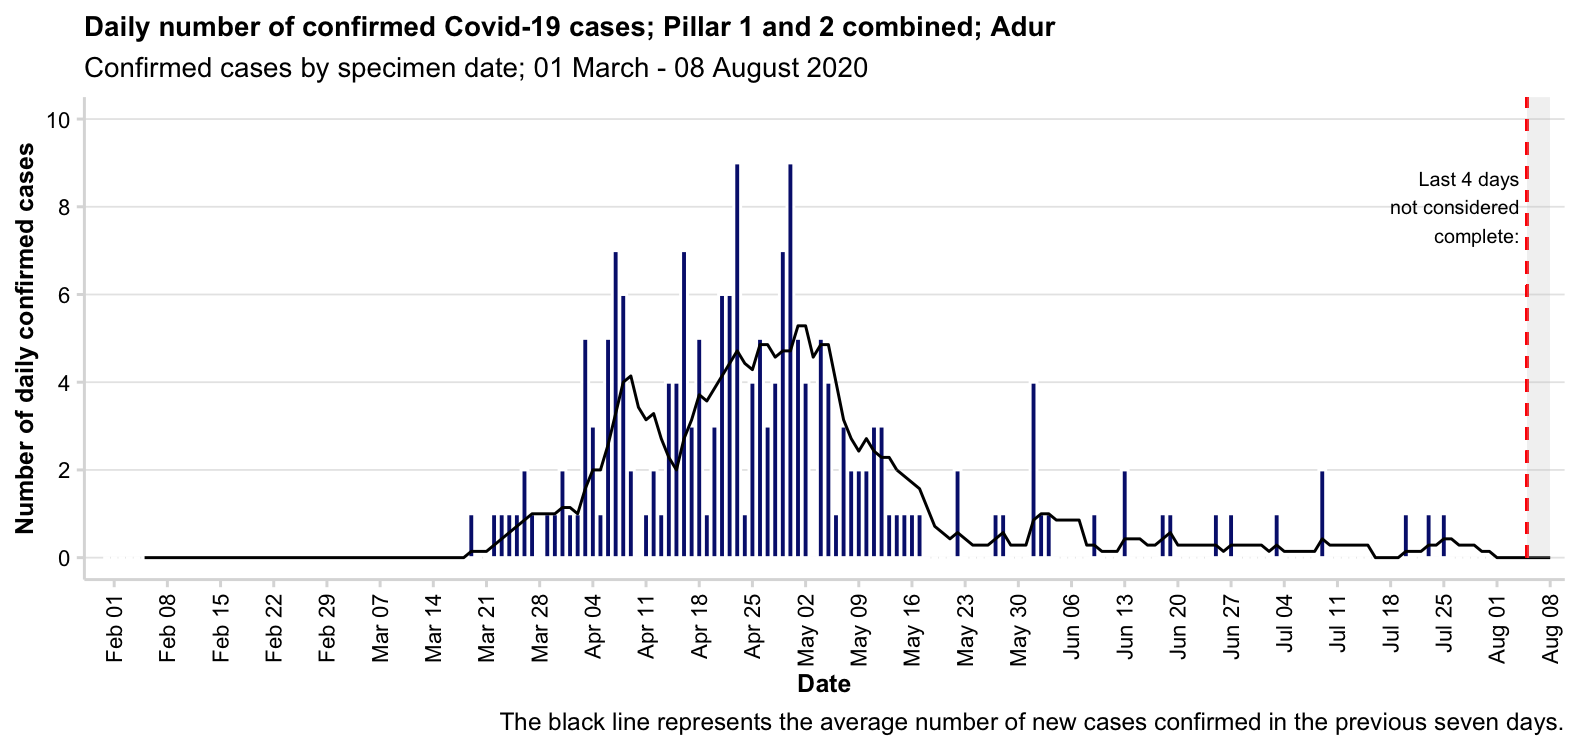 Daily number of confirmed Covid-19 cases; Pillar 1 and 2 combined; Adur
Confirmed cases by specimen date; 01 March - 08 August 2020
Number of daily confirmed cases
10
8
6
4
2
0
Last 4 days
not considered
complete:
Feb 01
Feb 08
Feb 15
Feb 22
Feb 29
Mar 07
Mar 14
Mar 21
Mar 28
Apr 04
Apr 11
Apr 18
Apr 25
May 02
May 09
May 16
May 23
May 30
Jun 06
Jun 13
Jun 20
Jun 27
Jul 04
Jul 11
Jul 18
Jul 25
Aug 01
Aug 08
Date
The black line represents the average number of new cases confirmed in the previous seven days.